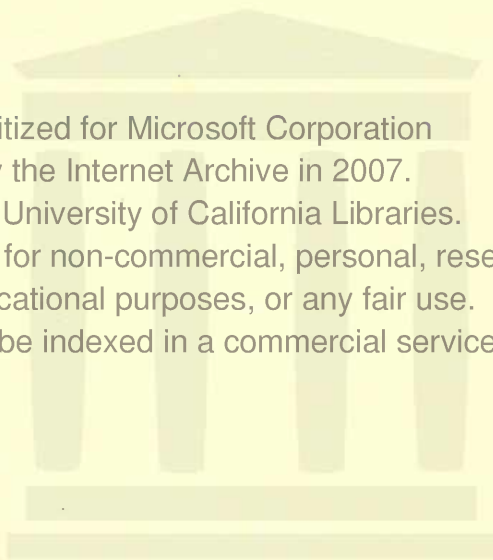 itized for Microsoft Corporation
the Internet Archive in 2007.
University of California Libraries.
for non-commercial, personal, rese
cational purposes, or any fair use.
be indexed in a commercial service